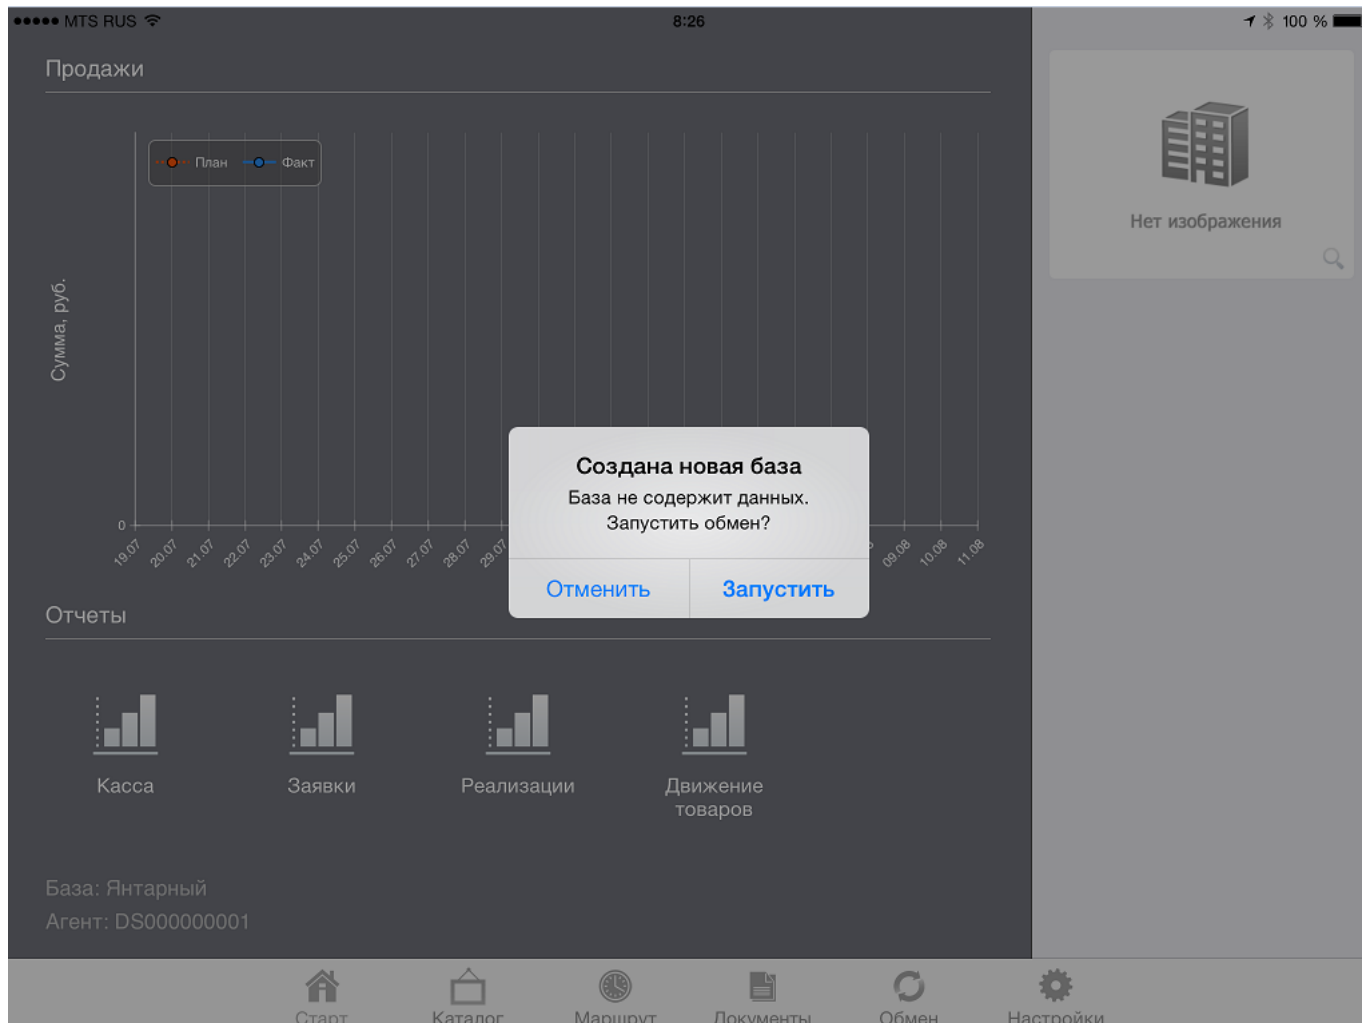 ●●●●● MTS RUS
8:26
100 %
Продажи
План
Факт
Сумма, руб.
0
19.07
20.07
21.07
22.07
23.07
24.07
25.07
26.07
27.07
28.07
29.07
09.08
10.08
11.08
Нет изображения
Создана новая база
База не содержит данных.
Запустить обмен?
Отменить
Запустить
Отчеты
Касса
Заявки
Реализации
Движение
товаров
База: Янтарный
Агент: DS000000001
Старт
Каталог
Маршрут
Документы
Обмен
Настройки